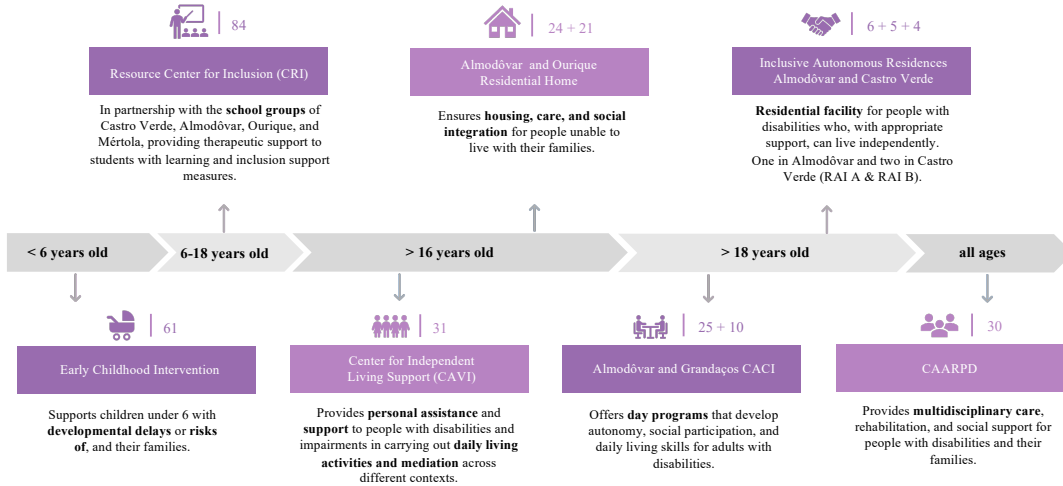 84
Resource Center for Inclusion (CRI)
In partnership with the school groups of
Castro Verde, Almodôvar, Ourique, and
Mértola, providing therapeutic support to
students with learning and inclusion support
measures.
24 + 21
Almodôvar and Ourique
Residential Home
Ensures housing, care, and social
integration for people unable to
live with their families.
6 + 5 + 4
Inclusive Autonomous Residences
Almodôvar and Castro Verde
Residential facility for people with
disabilities who, with appropriate
support, can live independently.
One in Almodôvar and two in Castro
Verde (RAI A & RAI B).
< 6 years old
6-18 years old
> 16 years old
> 18 years old
all ages
61
Early Childhood Intervention
Supports children under 6 with
developmental delays or risks
of, and their families.
31
Center for Independent
Living Support (CAVI)
Provides personal assistance and
support to people with disabilities and
impairments in carrying out daily living
activities and mediation across
different contexts.
25 + 10
Almodôvar and Grandaços CACI
Offers day programs that develop
autonomy, social participation, and
daily living skills for adults with
disabilities.
30
CAARPD
Provides multidisciplinary care,
rehabilitation, and social support for
people with disabilities and their
families.